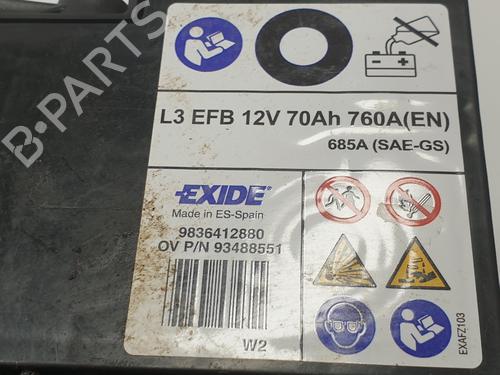 L3 EFB 12V 70Ah 760A(EN)
685A (SAE-GS)
EXIDE
Made in ES-Spain
9836412880
OV P/N 93488551
W2
EXAFZ103
B-PARTS